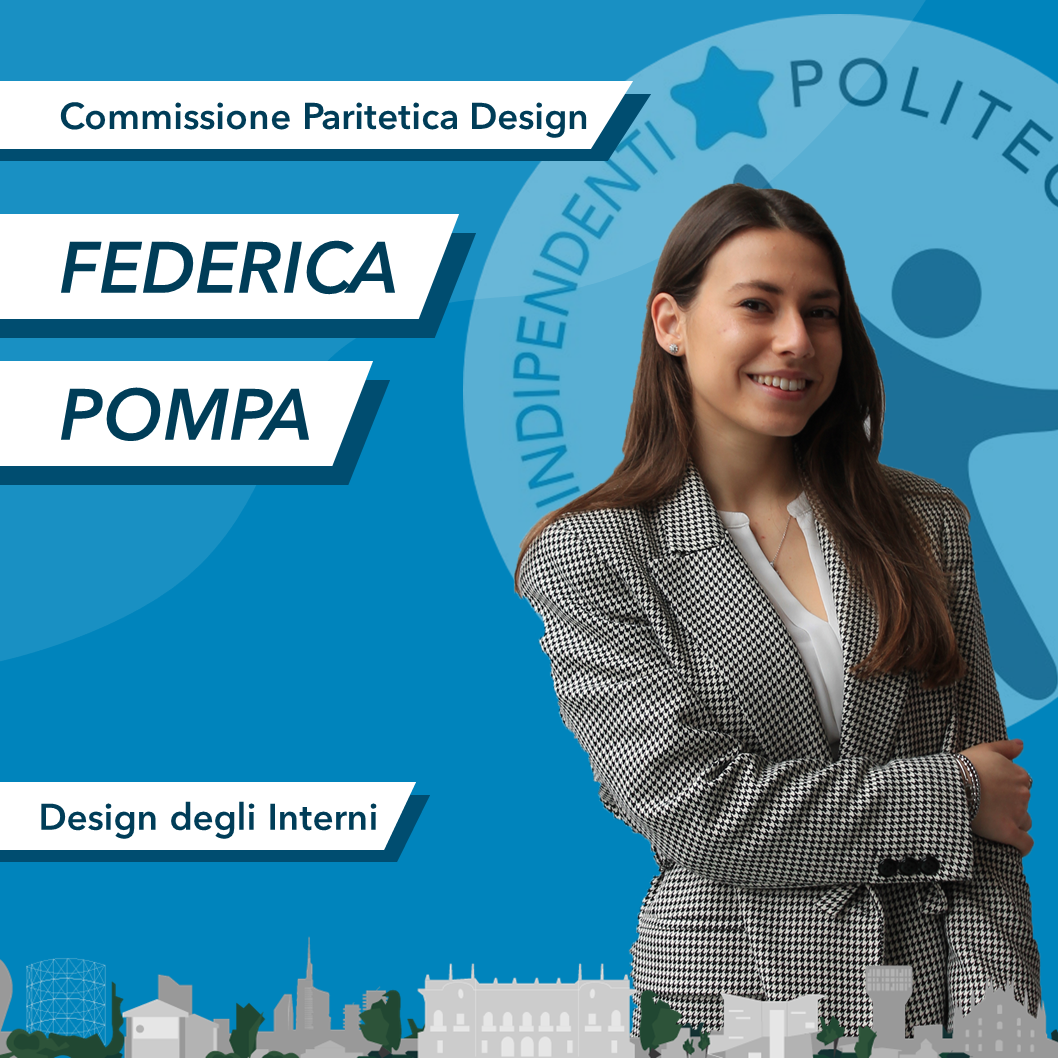 Commissione Paritetica Design
FEDERICA
POMPA
Design degli Interni
INDIPENDENTI
POLITEC